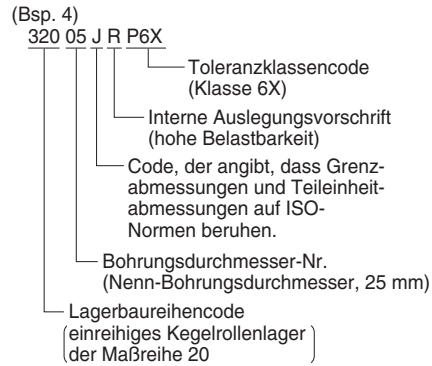 (Bsp. 4)
320 05 J R P6X
Toleranzklassencode
(Klasse 6X)
Interne Auslegungsvorschrift
(hohe Belastbarkeit)
Code, der angibt, dass Grenz-
abmessungen und Teileinheit-
abmessungen auf ISO-
Normen beruhen.
Bohrungsdurchmesser-Nr.
(Nenn-Bohrungsdurchmesser, 25 mm)
Lagerbaureihencode
(einreihiges Kegelrollenlager
der Maßreihe 20)